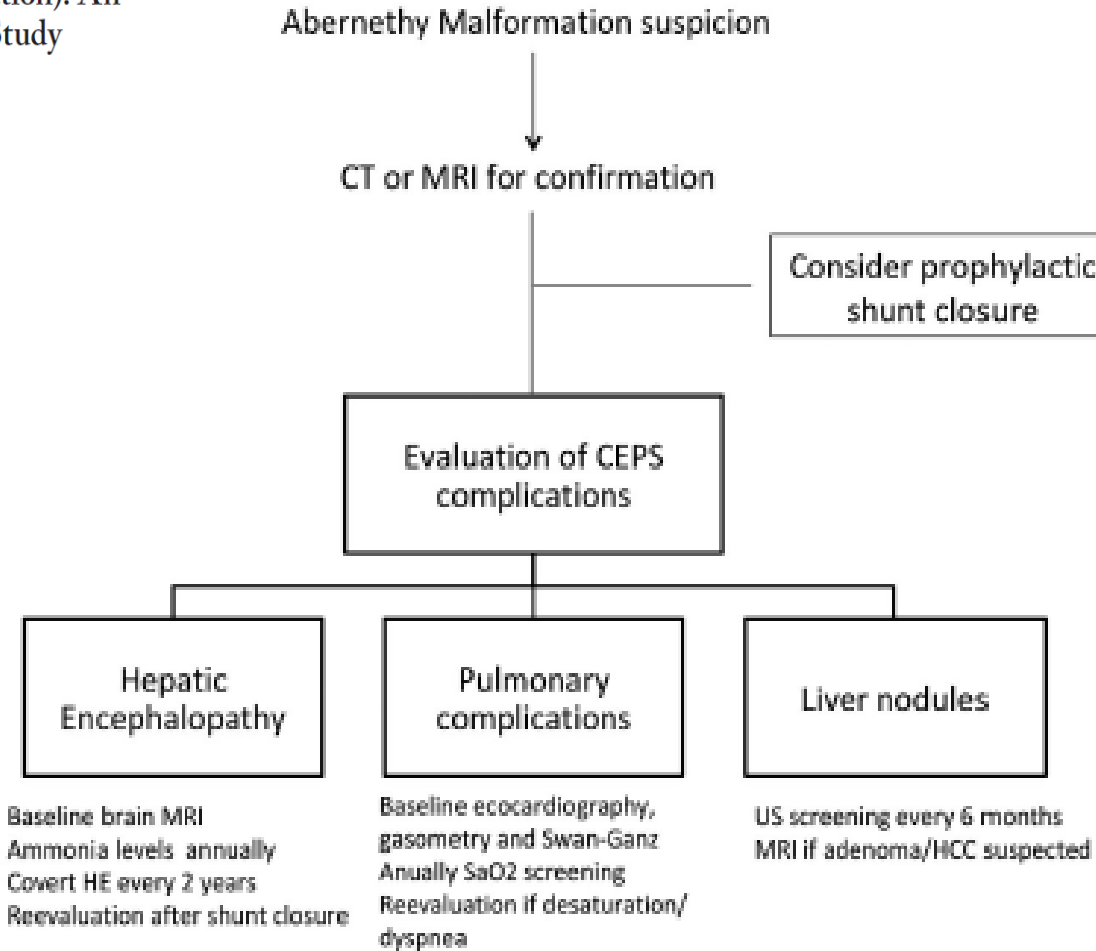 tion). An
Study
Abernethy Malformation suspicion
CT or MRI for confirmation
Consider prophylactic
shunt closure
Evaluation of CEPS
complications
Hepatic
Encephalopathy
Pulmonary
complications
Liver nodules
Baseline brain MRI
Ammonia levels annually
Covert HE every 2 years
Reevaluation after shunt closure
Baseline ecocardiography,
gasometry and Swan-Ganz
Anually SaO2 screening
Reevaluation if desaturation/
dyspnea
US screening every 6 months
MRI if adenoma/HCC suspected